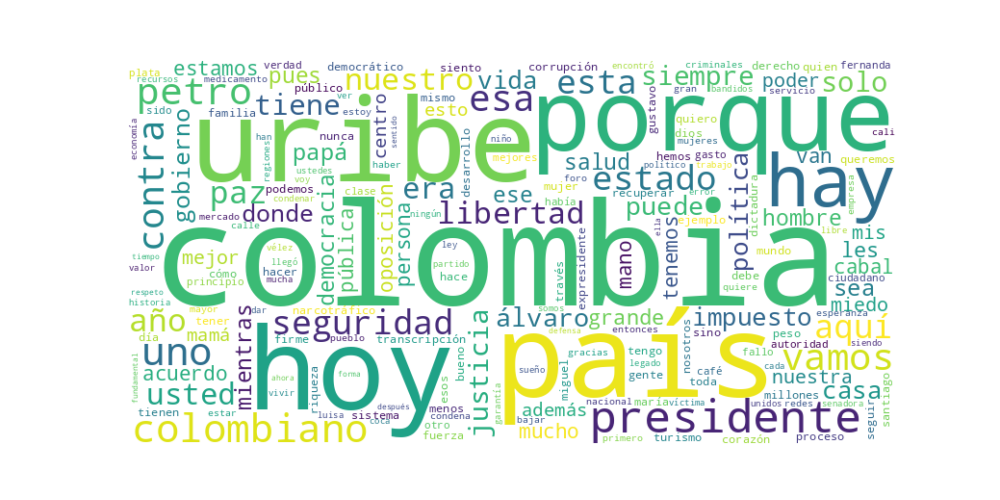 plata
estamos
verdad
democrático
siento
corrupción
encontró
criminales
derecho
quien
fernanda
recursos
medicamento
pues
nuestro
vida
esta
siempre
poder
solo
petro
público
mismo
ver
esa
gran
bandidos
servicio
sido
familia
tiene
estoy
esto
gustavo
quiero
dios
mujeres
cali
uribe
porque
economía
contra
gobierno
regiones
han
nunca
centro
sentido
niño
desarrollo
hemos
gasto
papá
ustedes
haber
mejores
salud
político
trabajo
van
queremos
hay
paz
voy
podemos
condenar
clase
era
ese
foro
mujer
había
recuperar
estado
error
política
dictadura
hombre
empresa
libre
mis
mercado
donde
calle
democracia
pública
oposición
ningún
persona
libertad
puede
ejemplo
ella
les
colombia
tiempo
valor
mejor
cómo
principio
vélez
llegó
hacer
mucha
ley
partido
hace
través
expresidente
mano
tenemos
mundo
debe
quiere
ciudadano
cabal
sea
miedo
respeto
historia
mayor
tener
dar
narcotráfico
somos
esperanza
año
día
mamá
seguridad
álvaro
grande
impuesto
aquí
mientras
firme
pueblo
transcripción
justicia
defensa
entonces
nosotros
sino
peso
autoridad
siendo
uno
hoy
país
fallo
vamos
fundamental
acuerdo
ahora
riqueza
forma
esos
bueno
sueño
gracias
miguel
tengo
gente
legado
café
toda
cada
nuestra
usted
vivir
sistema
después
menos
garantía
nacional
maría
víctima
millones
unidos
redes
senadora
casa
santiago
tienen
estar
luisa
coca
condena
otro
fuerza
bajar
además
presidente
seguir
colombiano
mucho
primero
turismo
corazón
proceso